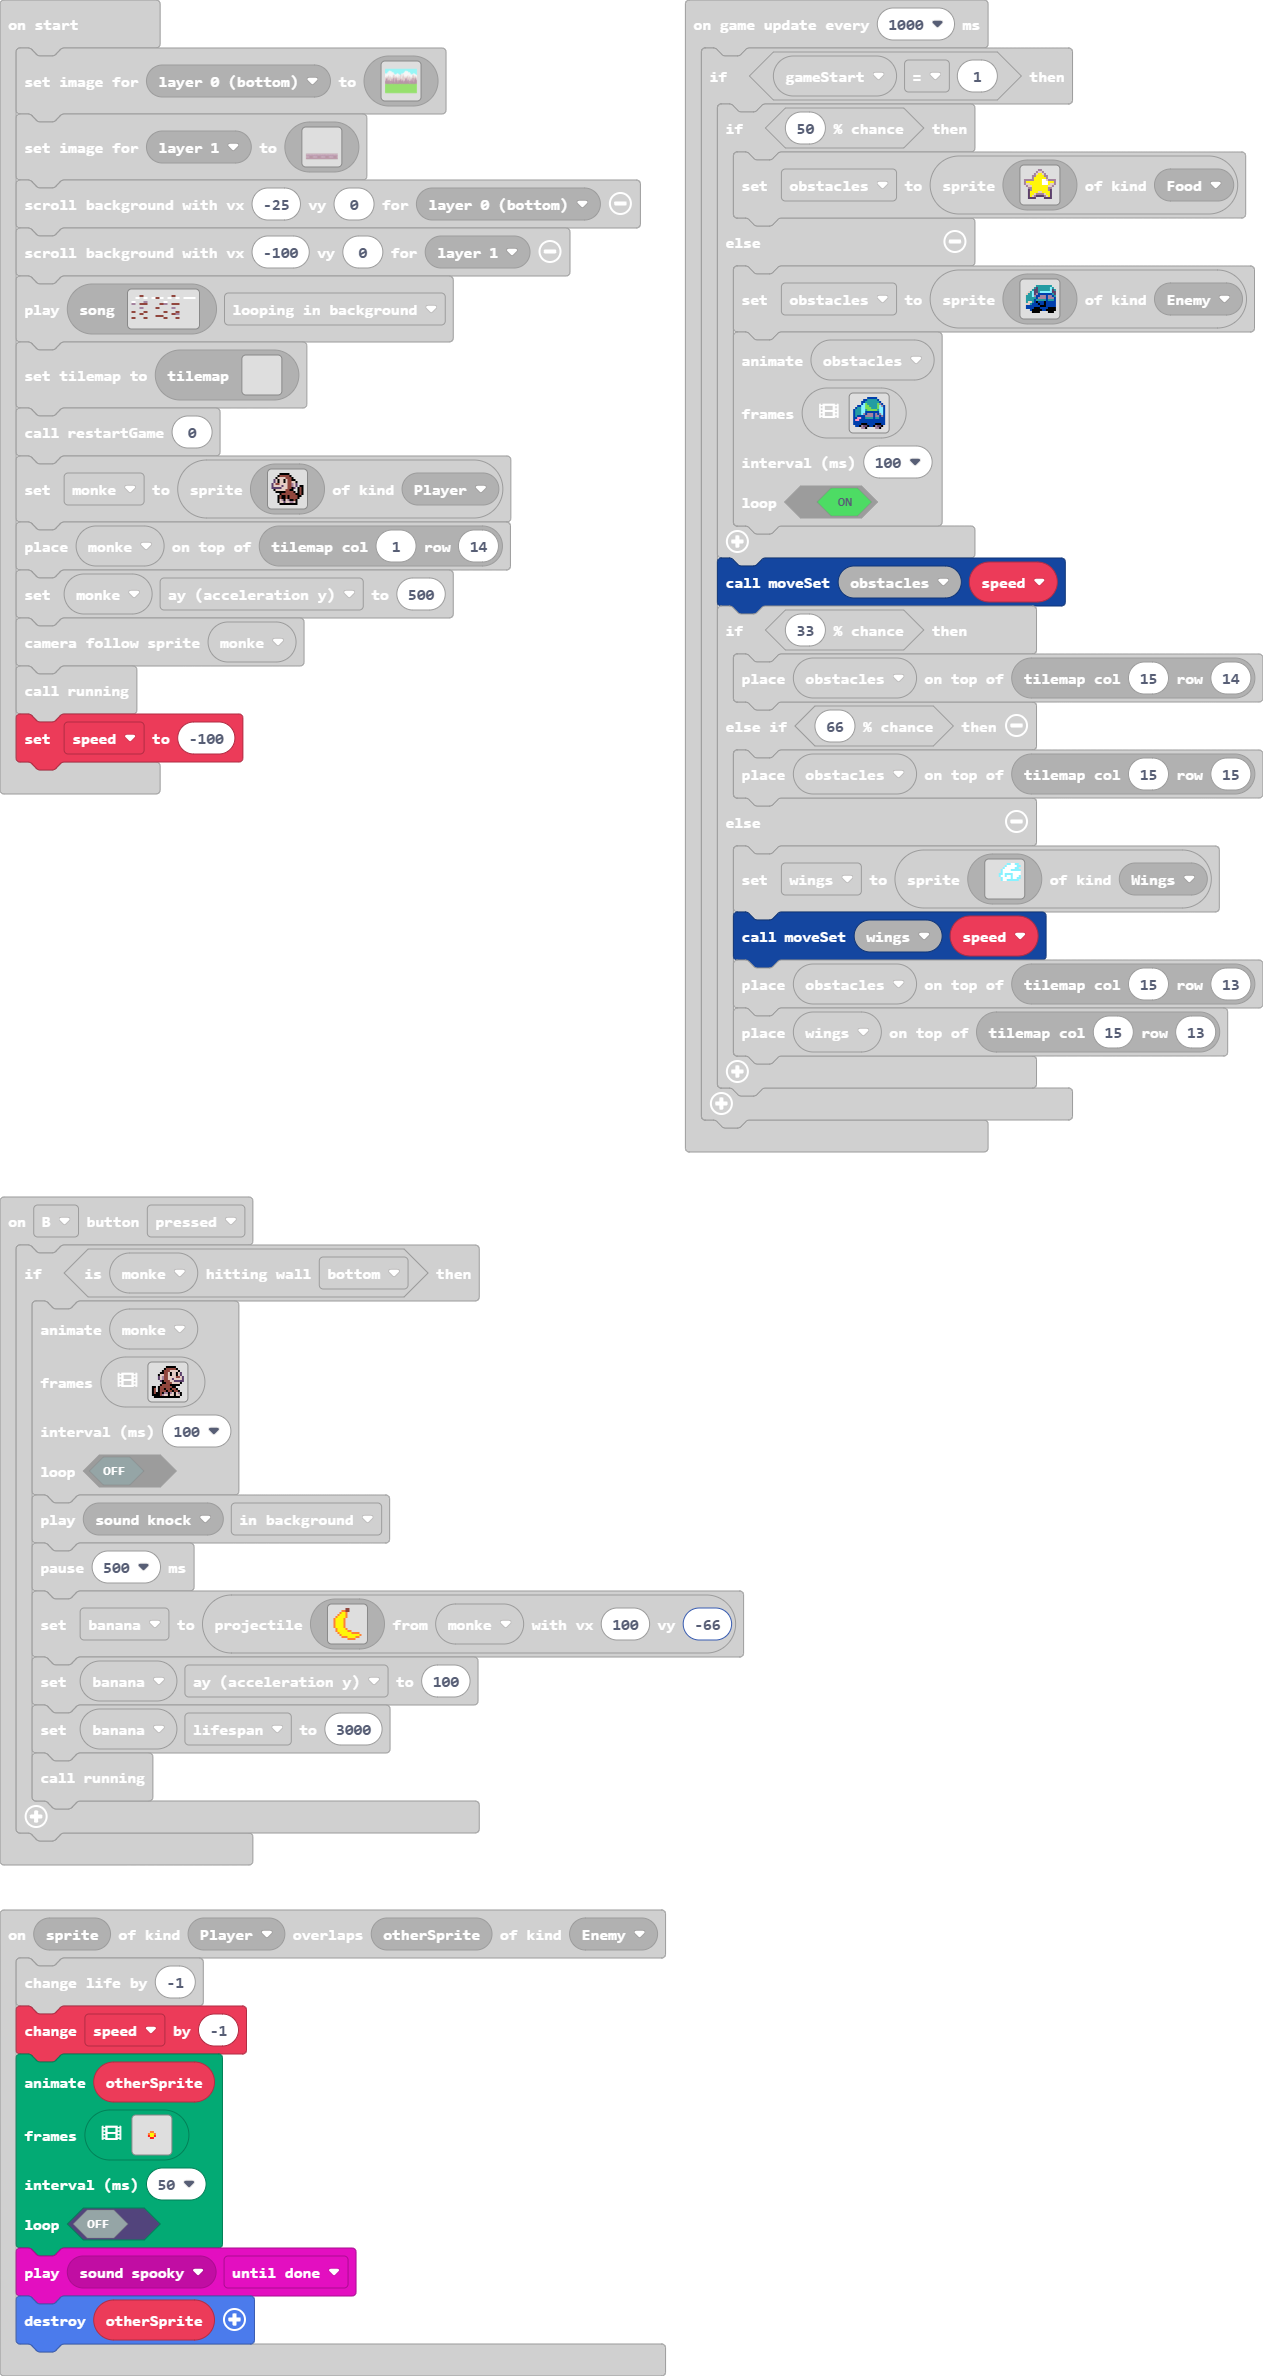 on start
set image for layer 0 (bottom) to
set image for layer 1 to
scroll background with vx -25 vy 0 for layer 0 (bottom)
scroll background with vx -100 vy 0 for layer 1
play song looping in background
set tilemap to tilemap
call restartGame 0
set monke to sprite of kind Player
place monke on top of tilemap col 1 row 14
set monke ay (acceleration y) to 500
camera follow sprite monke
call running
set speed to -100
on game update every 1000 ms
if gameStart = 1 then
if 50 % chance then
set obstacles to sprite of kind Food
else
set obstacles to sprite of kind Enemy
animate obstacles
frames
interval (ms) 100
loop ON
call moveSet obstacles speed
if 33 % chance then
place obstacles on top of tilemap col 15 row 14
else if 66 % chance then
place obstacles on top of tilemap col 15 row 15
else
set wings to sprite of kind Wings
call moveSet wings speed
place obstacles on top of tilemap col 15 row 13
place wings on top of tilemap col 15 row 13
on B button pressed
if is monke hitting wall bottom then
animate monke
frames
interval (ms) 100
loop OFF
play sound knock in background
pause 500 ms
set banana to projectile from monke with vx 100 vy -66
set banana ay (acceleration y) to 100
set banana lifespan to 3000
call running
on sprite of kind Player overlaps otherSprite of kind Enemy
change life by -1
change speed by -1
animate otherSprite
frames
interval (ms) 50
loop OFF
play sound spooky until done
destroy otherSprite